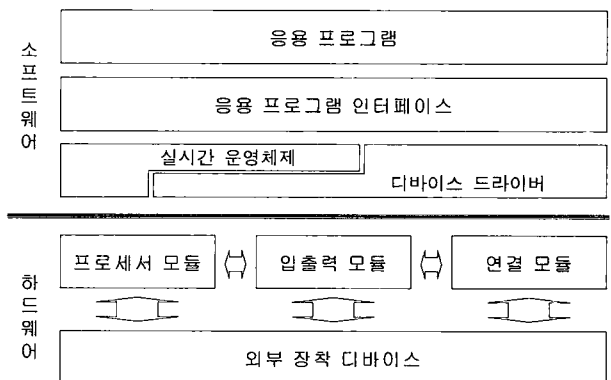 소프트웨어
응용 프로그램
응용 프로그램 인터페이스
실시간 운영체제
디바이스 드라이버
하드웨어
프로세서 모듈
입출력 모듈
연결 모듈
외부 장착 디바이스